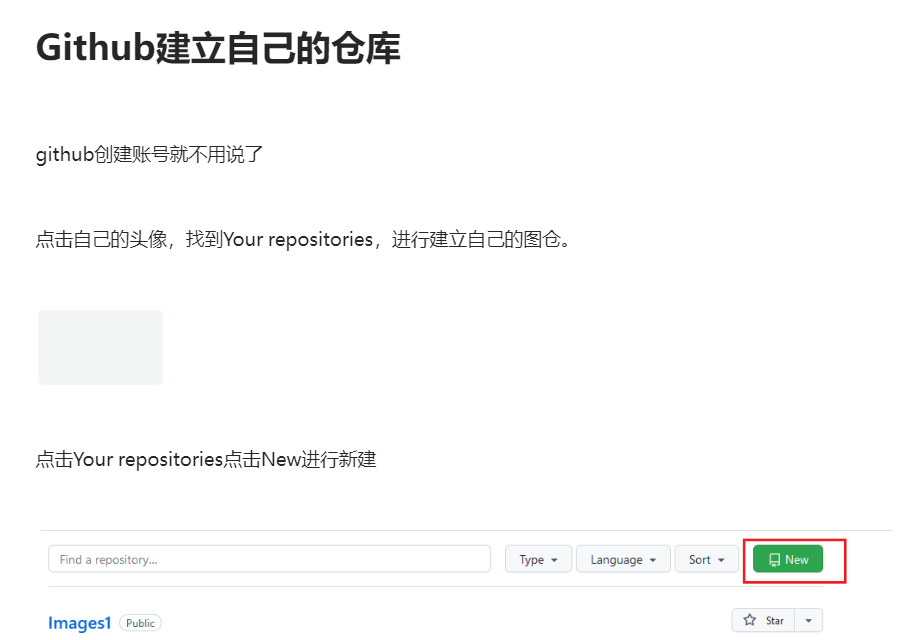 Github建立自己的仓库
github创建账号就不用说了
点击自己的头像，找到Your repositories，进行建立自己的图仓。
点击Your repositories点击New进行新建
Find a repository... Type Language Sort New
Images1 Public Star